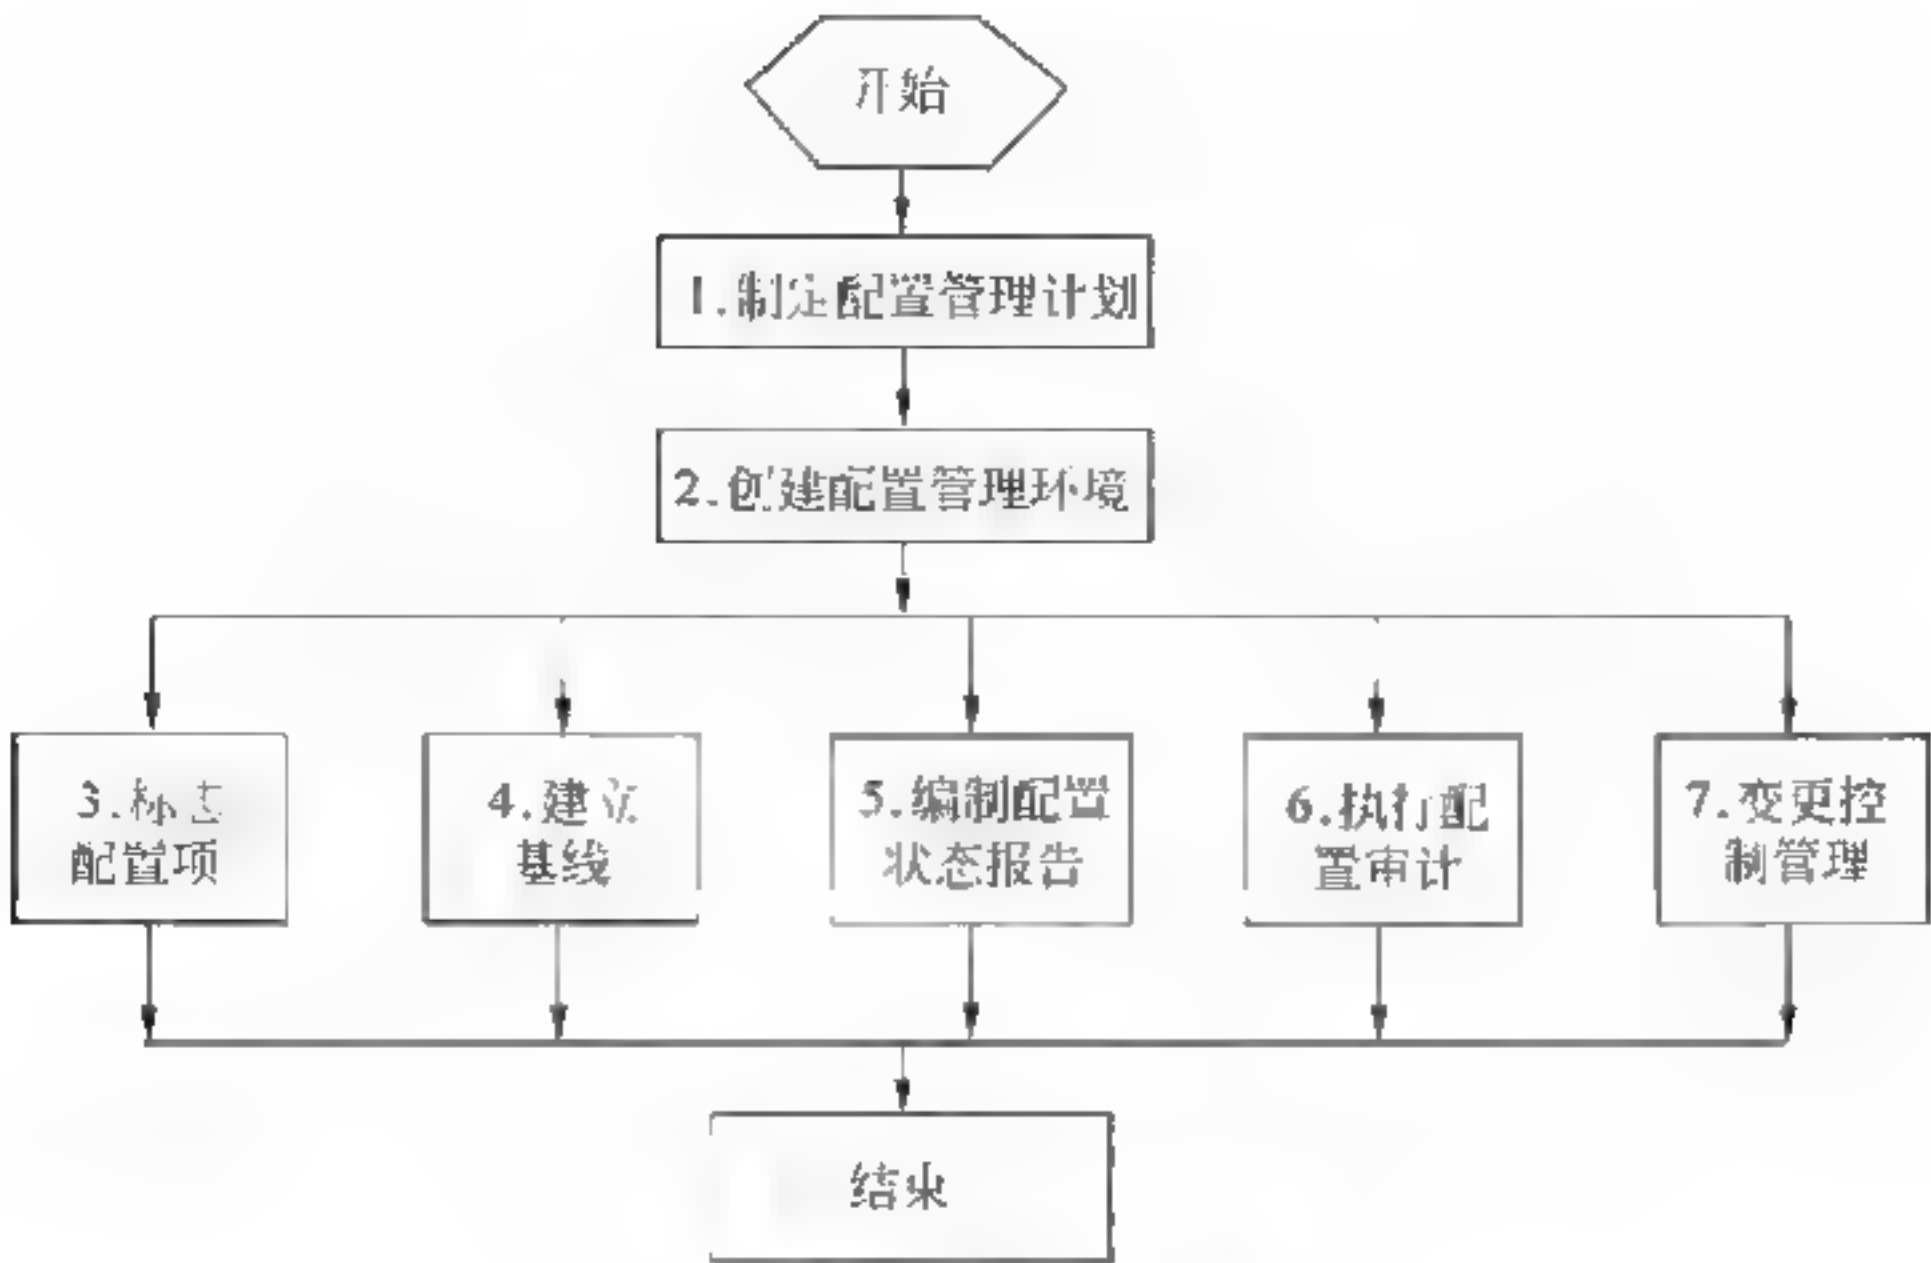 开始
1.制定配置管理计划
2.创建配置管理环境
3.标志
配置项
4.建立
基线
5.编制配置
状态报告
6.执行配
置审计
7.变更控
制管理
结束